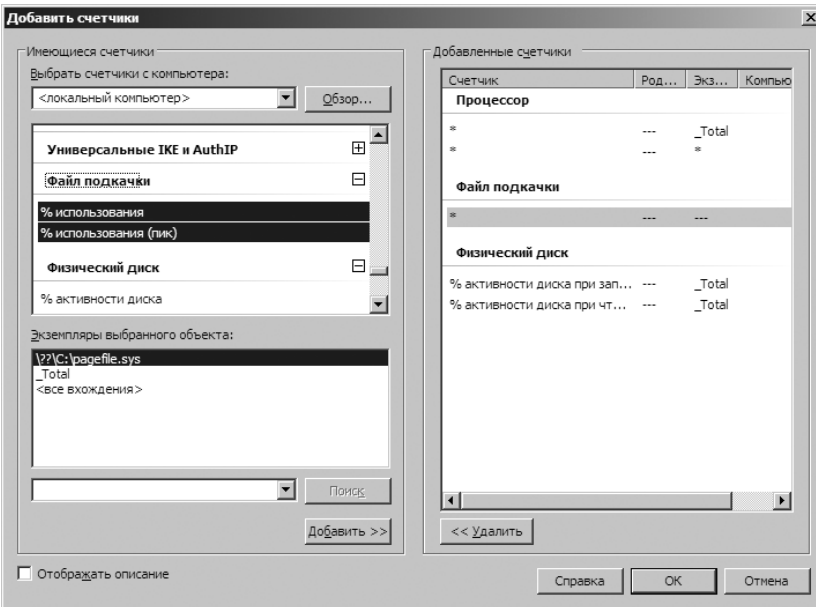 Добавить счетчики
Имеющиеся счетчики
Выбрать счетчики с компьютера:
<локальный компьютер>
Обзор...
Универсальные IKE и AuthIP
Файл подкачки
% использования
% использования (пик)
Физический диск
% активности диска
Экземпляры выбранного объекта:
\??\C:\pagefile.sys
_Total
<все вхождения>
Поиск
Добавить >>
Добавленные счетчики
Счетчик Род... Экз... Компью
Процессор
* --- _Total
* --- *
Файл подкачки
* --- ---
Физический диск
% активности диска при зап... --- _Total
% активности диска при чт... --- _Total
<< Удалить
Отображать описание
Справка
OK
Отмена